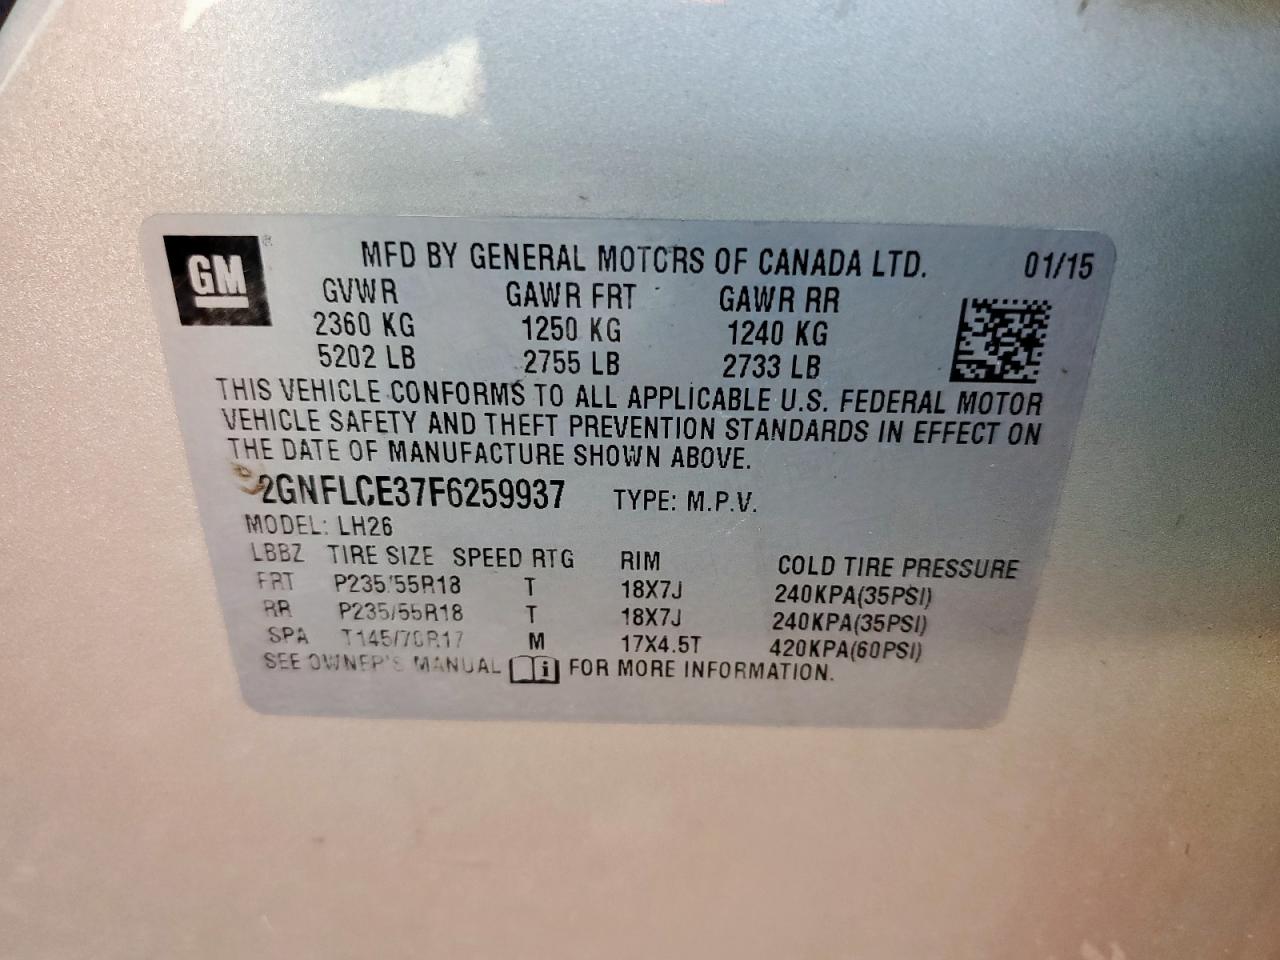 GM ®
MFD BY GENERAL MOTORS OF CANADA LTD. 01/15
GVWR GAWR FRT GAWR RR
2360 KG 1250 KG 1240 KG
5202 LB 2755 LB 2733 LB
THIS VEHICLE CONFORMS TO ALL APPLICABLE U.S. FEDERAL MOTOR
VEHICLE SAFETY AND THEFT PREVENTION STANDARDS IN EFFECT ON
THE DATE OF MANUFACTURE SHOWN ABOVE.
2GNFLCE37F6259937 TYPE: M.P.V.
MODEL: LH26
LBBZ TIRE SIZE SPEED RTG RIM COLD TIRE PRESSURE
FRT P235/55R18 T 18X7J 240KPA(35PSI)
RR P235/55R18 T 18X7J 240KPA(35PSI)
SPA T145/70R17 M 17X4.5T 420KPA(60PSI)
SEE OWNER'S MANUAL FOR MORE INFORMATION.